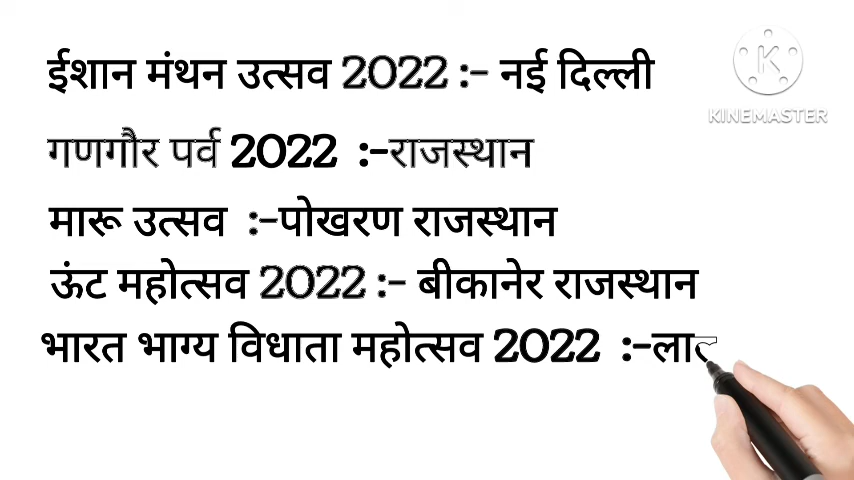 ईशान मंथन उत्सव 2022 :- नई दिल्ली
K
KINEMASTER
गणगौर पर्व 2022 :-राजस्थान
मारू उत्सव :-पोखरण राजस्थान
ऊंट महोत्सव 2022 :- बीकानेर राजस्थान
भारत भाग्य विधाता महोत्सव 2022 :-